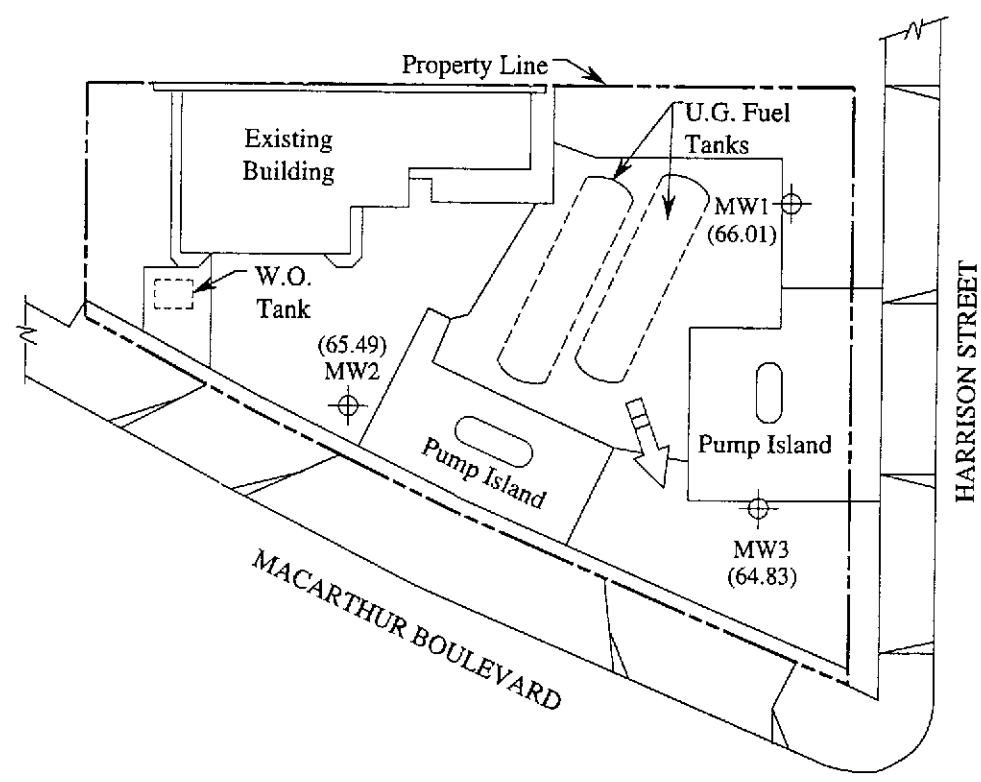 Property Line
U.G. Fuel
Tanks
Existing
Building
MW1
(66.01)
W.O.
Tank
(65.49)
MW2
Pump Island
Pump Island
MW3
(64.83)
HARRISON STREET
MACARTHUR BOULEVARD